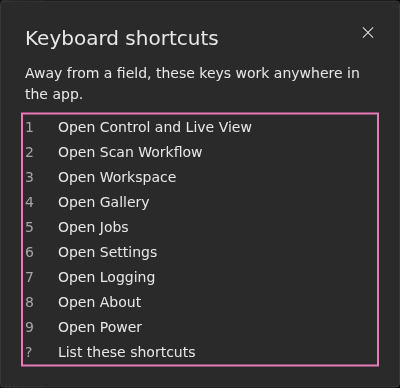 Keyboard shortcuts
Away from a field, these keys work anywhere in
the app.
1 Open Control and Live View
2 Open Scan Workflow
3 Open Workspace
4 Open Gallery
5 Open Jobs
6 Open Settings
7 Open Logging
8 Open About
9 Open Power
? List these shortcuts